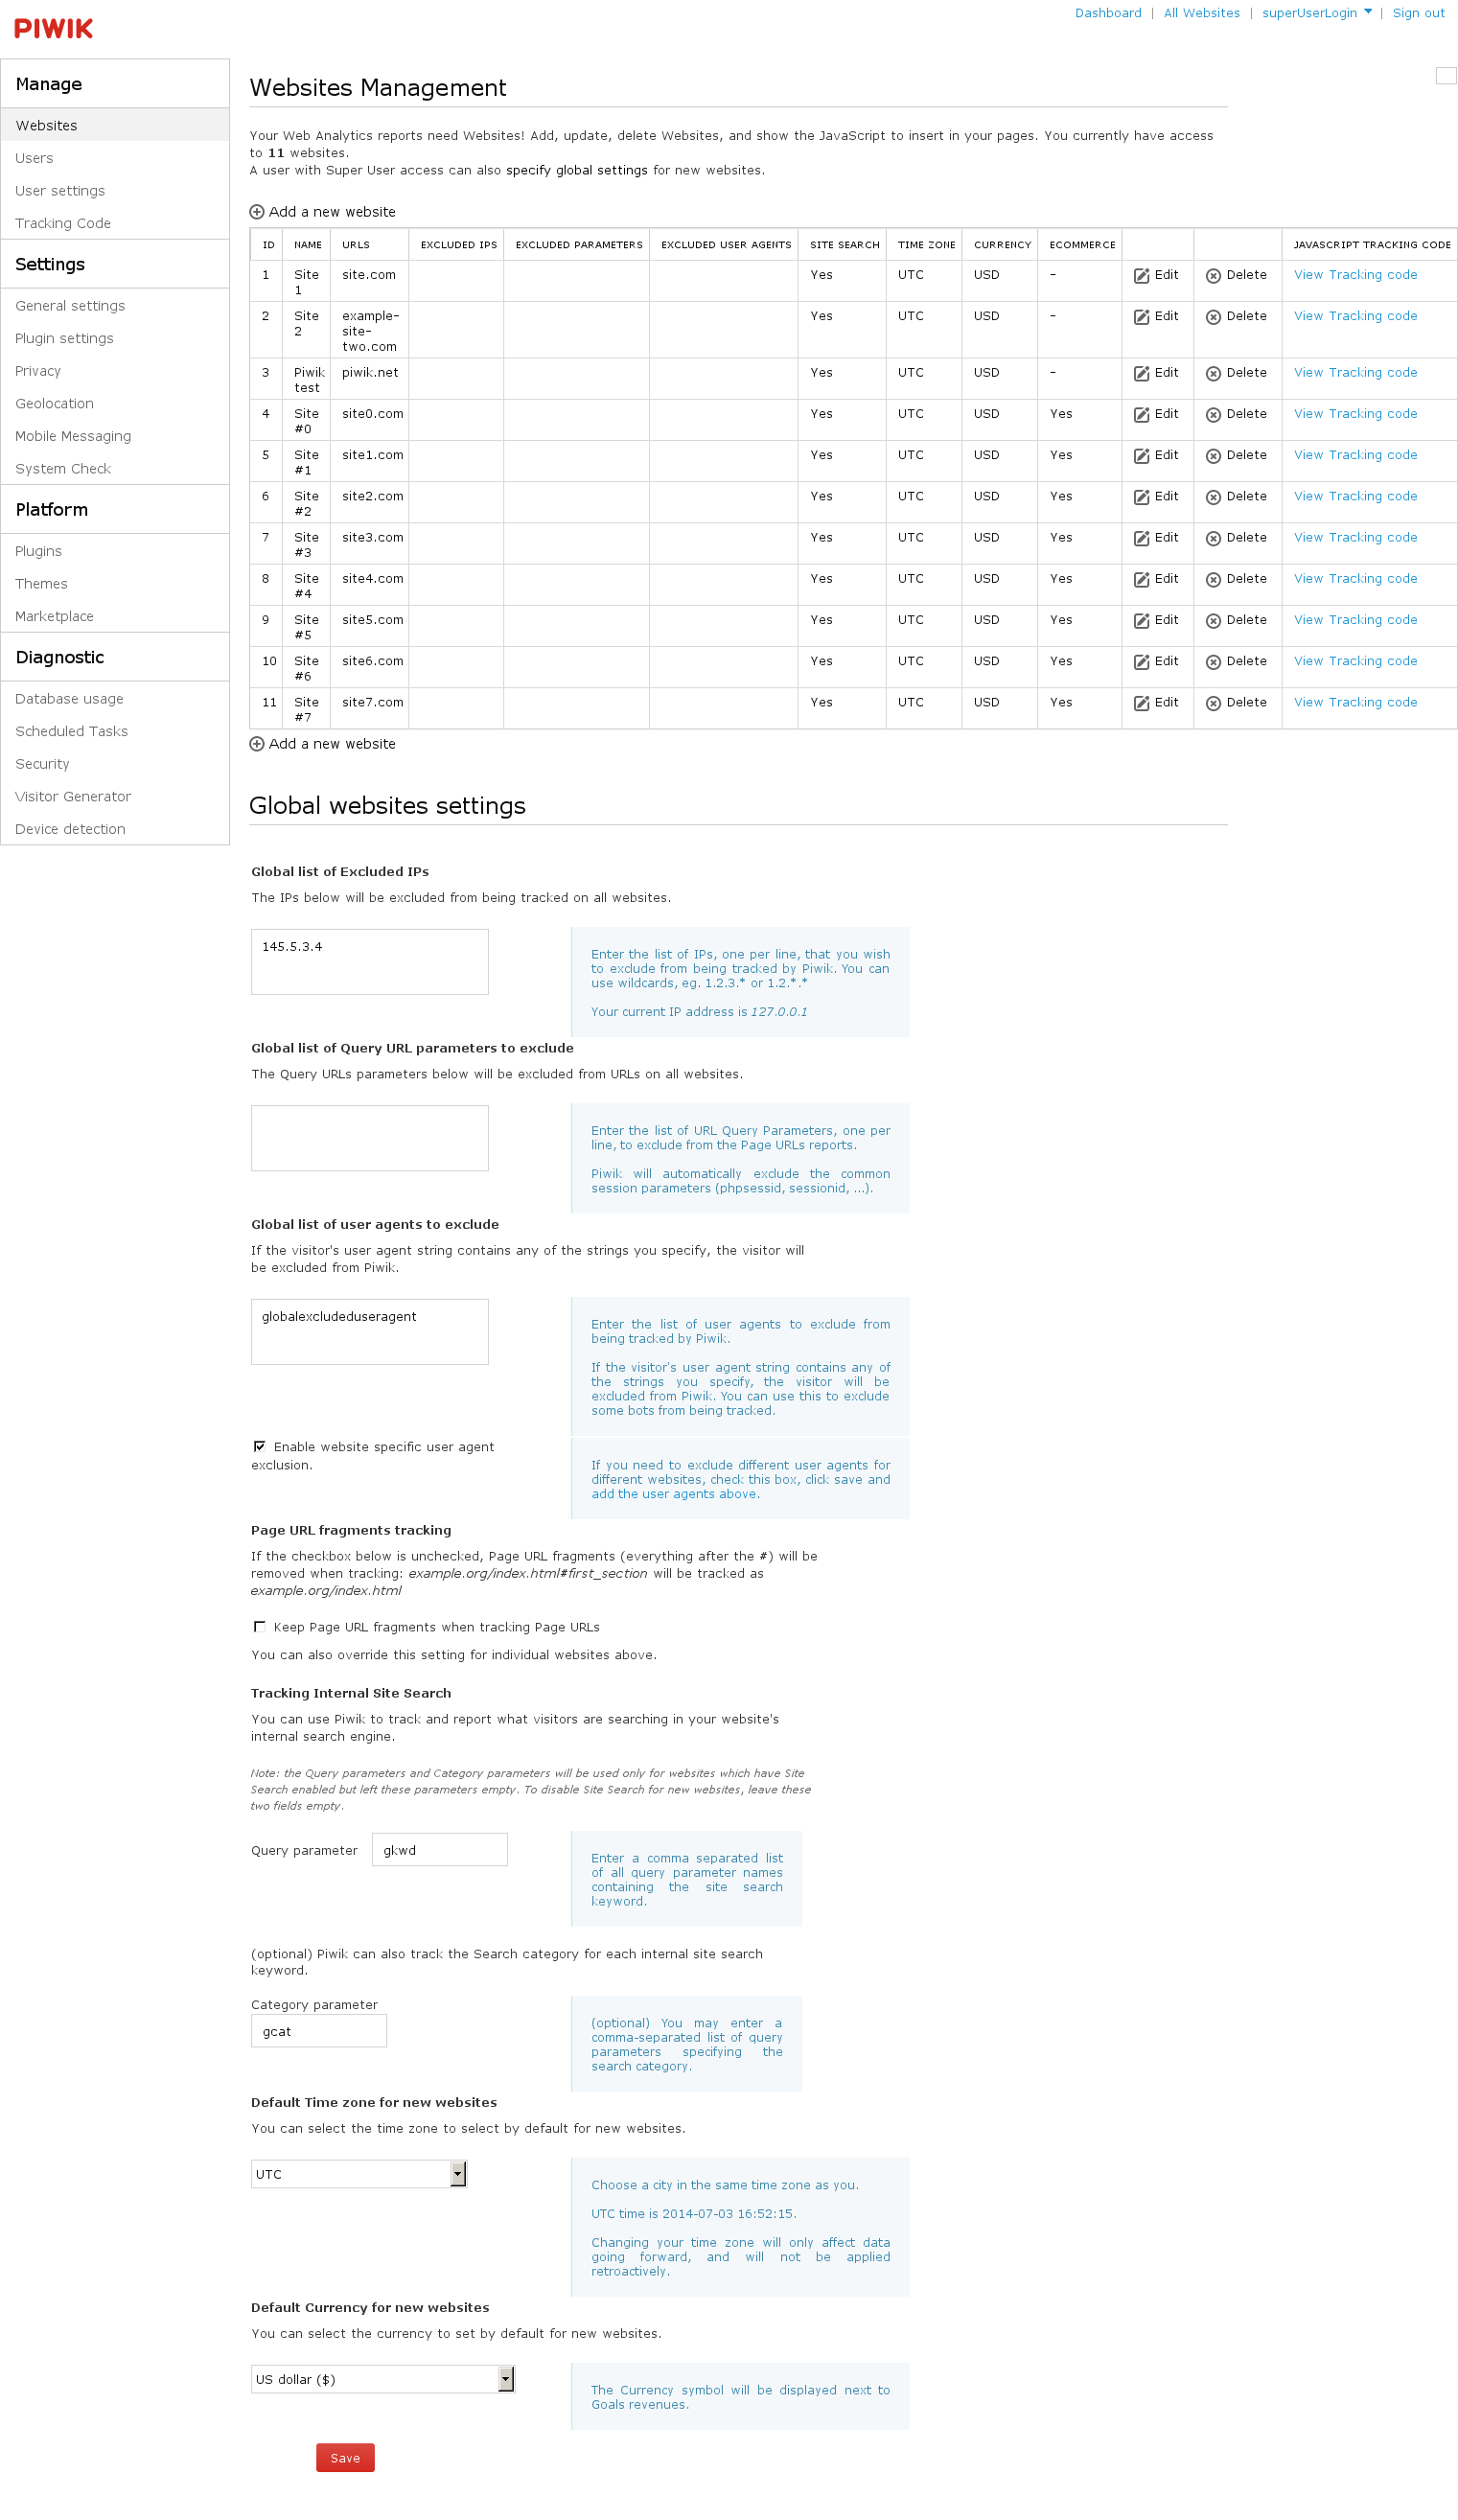 PIWIK
Dashboard | All Websites | superUserLogin | Sign out
Manage
Websites
Users
User settings
Tracking Code
Settings
General settings
Plugin settings
Privacy
Geolocation
Mobile Messaging
System Check
Platform
Plugins
Themes
Marketplace
Diagnostic
Database usage
Scheduled Tasks
Security
Visitor Generator
Device detection
Websites Management
Your Web Analytics reports need Websites! Add, update, delete Websites, and show the JavaScript to insert in your pages. You currently have access
to 11 websites.
A user with Super User access can also specify global settings for new websites.
Add a new website
ID NAME URLS EXCLUDED IPS EXCLUDED PARAMETERS EXCLUDED USER AGENTS SITE SEARCH TIME ZONE CURRENCY ECOMMERCE JAVASCRIPT TRACKING CODE
1 Site site.com Yes UTC USD - Edit Delete View Tracking code
1
2 Site example- Yes UTC USD - Edit Delete View Tracking code
2 site-
two.com
3 Piwik piwik.net Yes UTC USD - Edit Delete View Tracking code
test
4 Site site0.com Yes UTC USD Yes Edit Delete View Tracking code
#0
5 Site site1.com Yes UTC USD Yes Edit Delete View Tracking code
#1
6 Site site2.com Yes UTC USD Yes Edit Delete View Tracking code
#2
7 Site site3.com Yes UTC USD Yes Edit Delete View Tracking code
#3
8 Site site4.com Yes UTC USD Yes Edit Delete View Tracking code
#4
9 Site site5.com Yes UTC USD Yes Edit Delete View Tracking code
#5
10 Site site6.com Yes UTC USD Yes Edit Delete View Tracking code
#6
11 Site site7.com Yes UTC USD Yes Edit Delete View Tracking code
#7
Add a new website
Global websites settings
Global list of Excluded IPs
The IPs below will be excluded from being tracked on all websites.
145.5.3.4
Enter the list of IPs, one per line, that you wish
to exclude from being tracked by Piwik. You can
use wildcards, eg. 1.2.3.* or 1.2.*.*
Your current IP address is 127.0.0.1
Global list of Query URL parameters to exclude
The Query URLs parameters below will be excluded from URLs on all websites.
Enter the list of URL Query Parameters, one per
line, to exclude from the Page URLs reports.
Piwik will automatically exclude the common
session parameters (phpsessid, sessionid, ...).
Global list of user agents to exclude
If the visitor's user agent string contains any of the strings you specify, the visitor will
be excluded from Piwik.
globalexcludeduseragent
Enter the list of user agents to exclude from
being tracked by Piwik.
If the visitor's user agent string contains any of
the strings you specify, the visitor will be
excluded from Piwik. You can use this to exclude
some bots from being tracked.
Enable website specific user agent
exclusion.
If you need to exclude different user agents for
different websites, check this box, click save and
add the user agents above.
Page URL fragments tracking
If the checkbox below is unchecked, Page URL fragments (everything after the #) will be
removed when tracking: example.org/index.html#first_section will be tracked as
example.org/index.html
Keep Page URL fragments when tracking Page URLs
You can also override this setting for individual websites above.
Tracking Internal Site Search
You can use Piwik to track and report what visitors are searching in your website's
internal search engine.
Note: the Query parameters and Category parameters will be used only for websites which have Site
Search enabled but left these parameters empty. To disable Site Search for new websites, leave these
two fields empty.
Query parameter gkwd
Enter a comma separated list
of all query parameter names
containing the site search
keyword.
(optional) Piwik can also track the Search category for each internal site search
keyword.
Category parameter
gcat
(optional) You may enter a
comma-separated list of query
parameters specifying the
search category.
Default Time zone for new websites
You can select the time zone to select by default for new websites.
UTC
Choose a city in the same time zone as you.
UTC time is 2014-07-03 16:52:15.
Changing your time zone will only affect data
going forward, and will not be applied
retroactively.
Default Currency for new websites
You can select the currency to set by default for new websites.
US dollar ($)
The Currency symbol will be displayed next to
Goals revenues.
Save